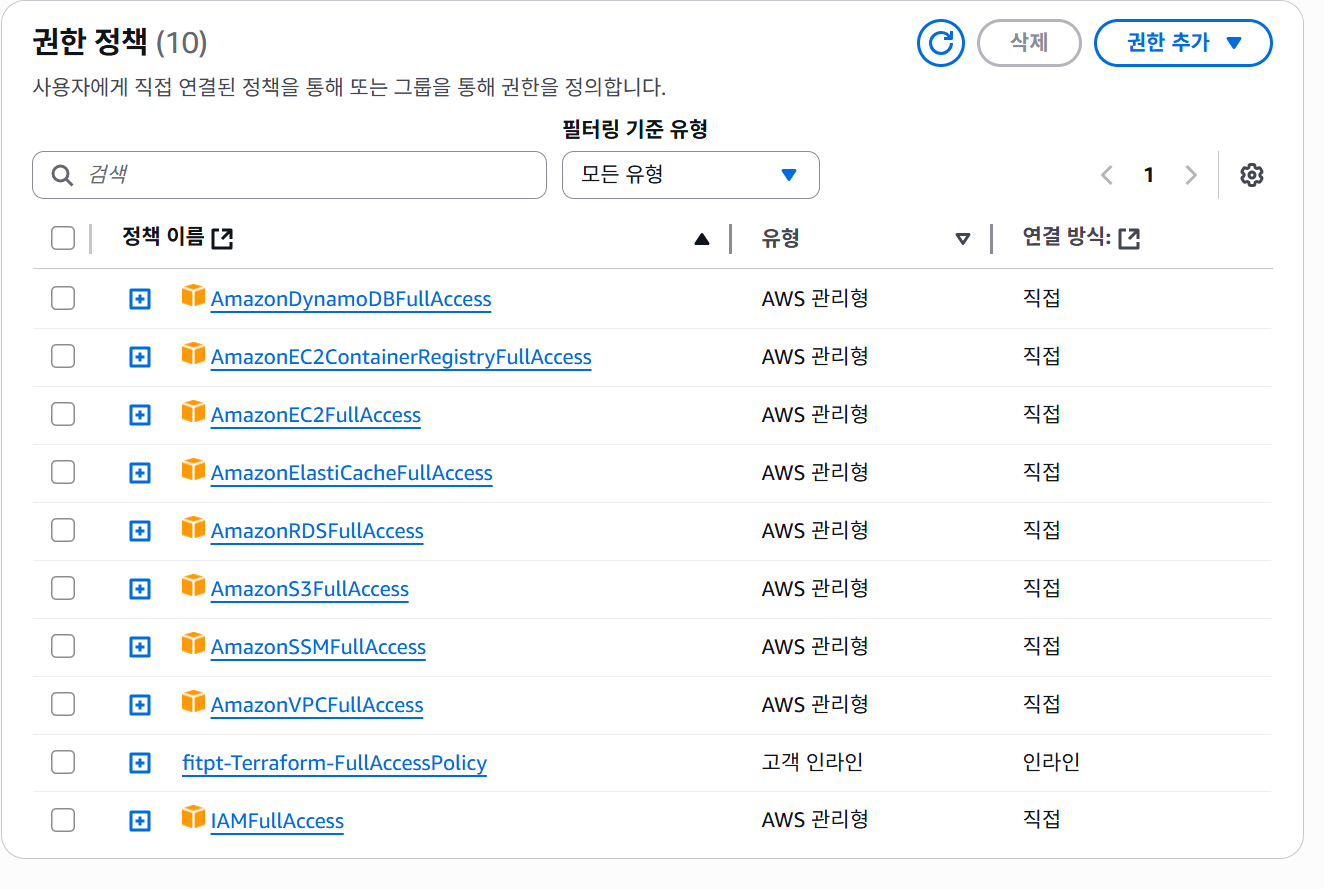 권한 정책 (10)
삭제
권한 추가
사용자에게 직접 연결된 정책을 통해 또는 그룹을 통해 권한을 정의합니다.
필터링 기준 유형
검색
모든 유형
1
정책 이름
유형
연결 방식:
AmazonDynamoDBFullAccess AWS 관리형 직접
AmazonEC2ContainerRegistryFullAccess AWS 관리형 직접
AmazonEC2FullAccess AWS 관리형 직접
AmazonElastiCacheFullAccess AWS 관리형 직접
AmazonRDSFullAccess AWS 관리형 직접
AmazonS3FullAccess AWS 관리형 직접
AmazonSSMFullAccess AWS 관리형 직접
AmazonVPCFullAccess AWS 관리형 직접
fitpt-Terraform-FullAccessPolicy 고객 인라인 인라인
IAMFullAccess AWS 관리형 직접